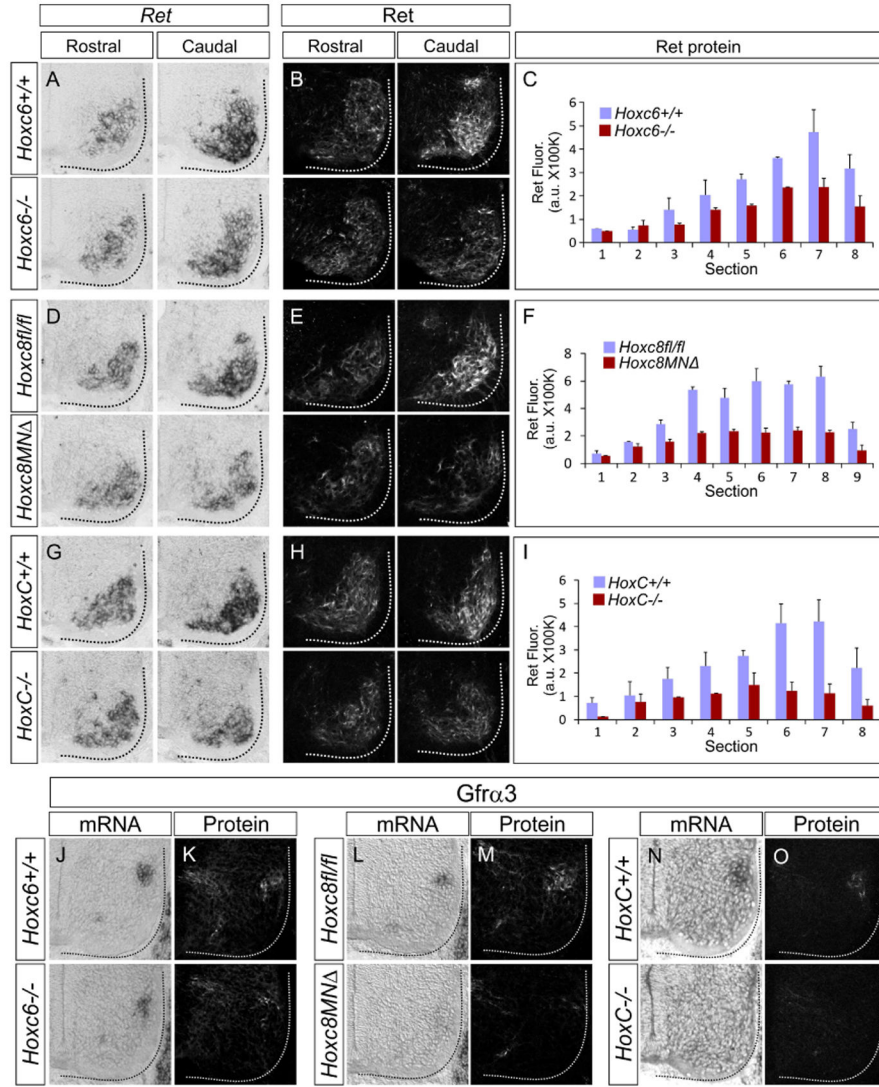 Ret Ret
Rostral Caudal Rostral Caudal Ret protein
Hoxc6+/+
A B C
6
5
4
3
2
1
0
Ret Fluor.
(a.u. X100K)
Hoxc6+/+
Hoxc6-/-
1 2 3 4 5 6 7 8
Section
Hoxc6-/-
Hoxc8fl/fl
D E F
8
6
4
2
0
Ret Fluor.
(a.u. X100K)
Hoxc8fl/fl
Hoxc8MNΔ
1 2 3 4 5 6 7 8 9
Section
Hoxc8MNΔ
HoxC+/+
G H I
6
5
4
3
2
1
0
Ret Fluor.
(a.u. X100K)
HoxC+/+
HoxC-/-
1 2 3 4 5 6 7 8
Section
HoxC-/-
Gfrα3
mRNA Protein mRNA Protein mRNA Protein
Hoxc6+/+ J K Hoxc8fl/fl L M HoxC+/+ N O
Hoxc6-/- Hoxc8MNΔ HoxC-/-